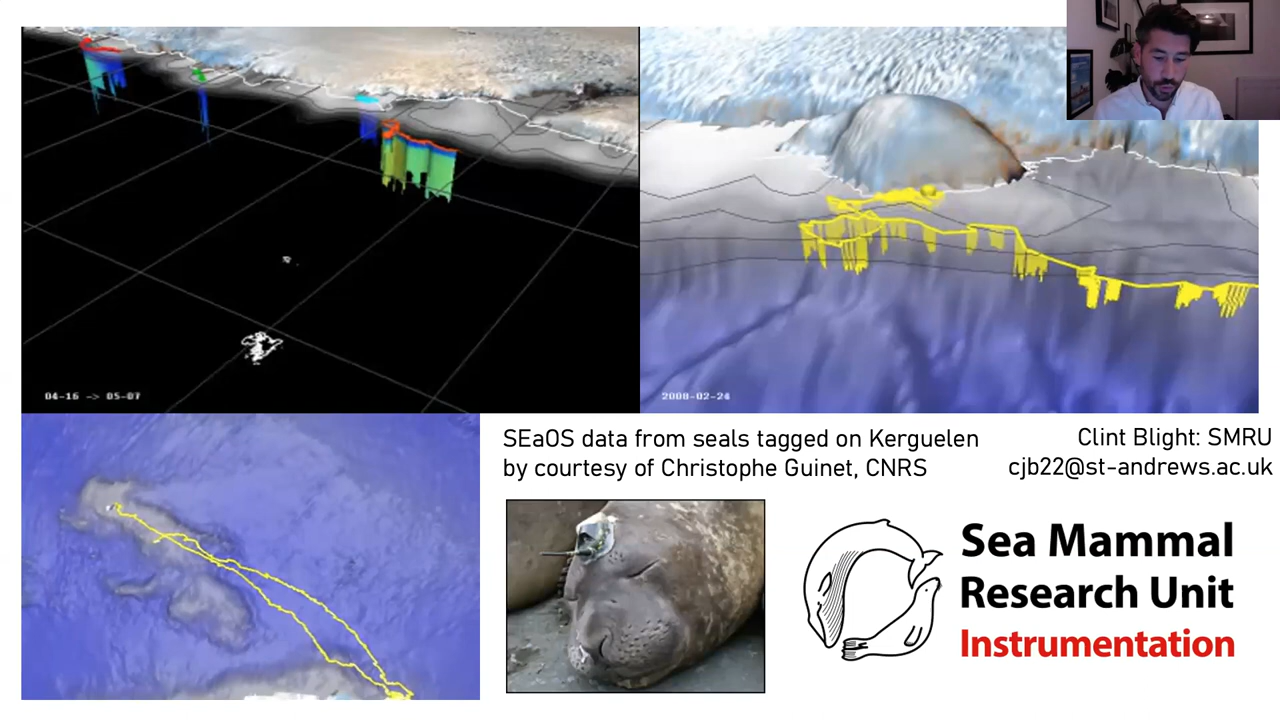 04-16 -> 05-07
2008-02-24
SEaOS data from seals tagged on Kerguelen
by courtesy of Christophe Guinet, CNRS
Clint Blight: SMRU
cjb22@st-andrews.ac.uk
Sea Mammal
Research Unit
Instrumentation